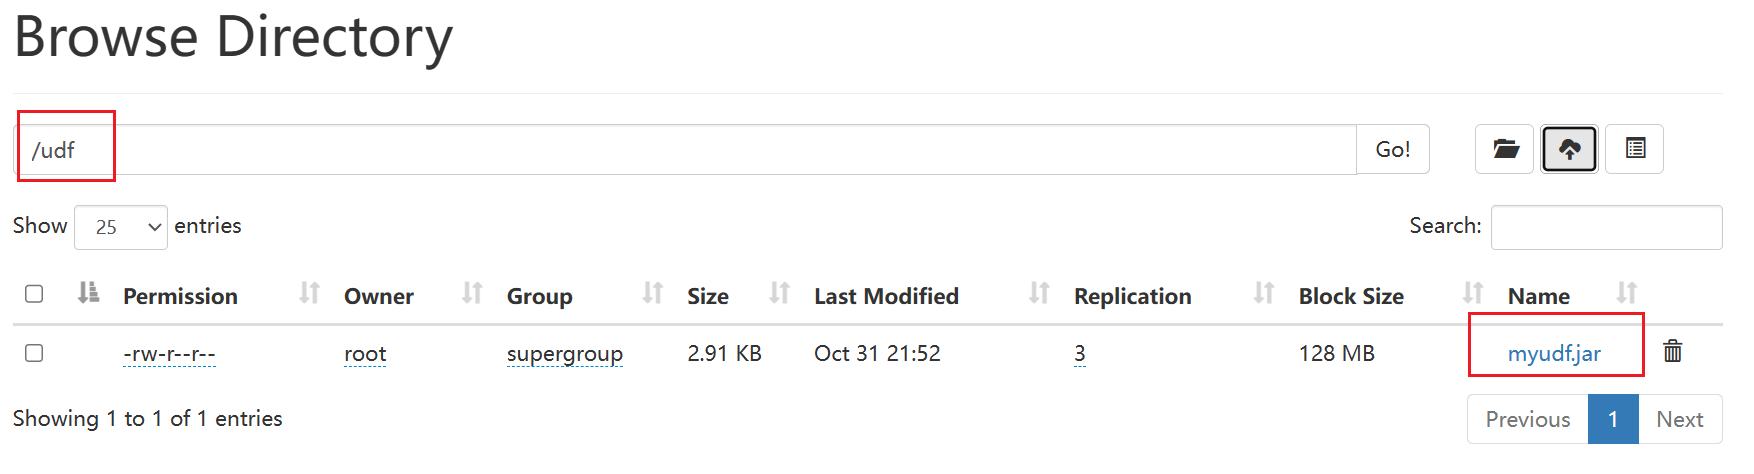 Browse Directory
/udf Go!
Show 25 entries Search:
Permission Owner Group Size Last Modified Replication Block Size Name
-rw-r--r-- root supergroup 2.91 KB Oct 31 21:52 3 128 MB myudf.jar
Showing 1 to 1 of 1 entries Previous 1 Next